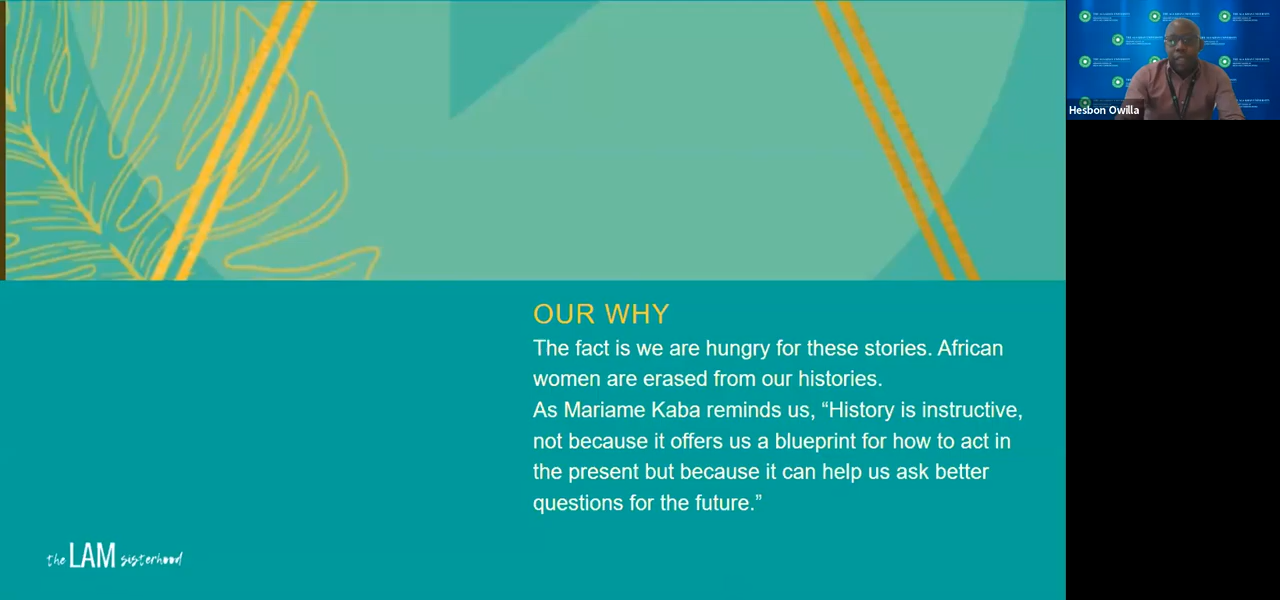 OUR WHY
The fact is we are hungry for these stories. African
women are erased from our histories.
As Mariame Kaba reminds us, “History is instructive,
not because it offers us a blueprint for how to act in
the present but because it can help us ask better
questions for the future.”
the LAM sisterhood
Hesbon Owilla